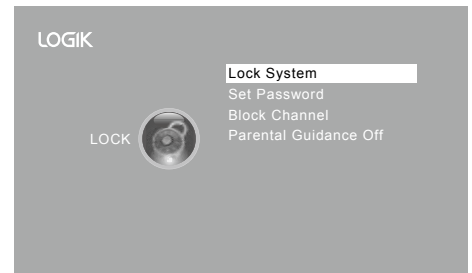 LOGIK
Lock System
Set Password
Block Channel
LOCK
Parental Guidance Off